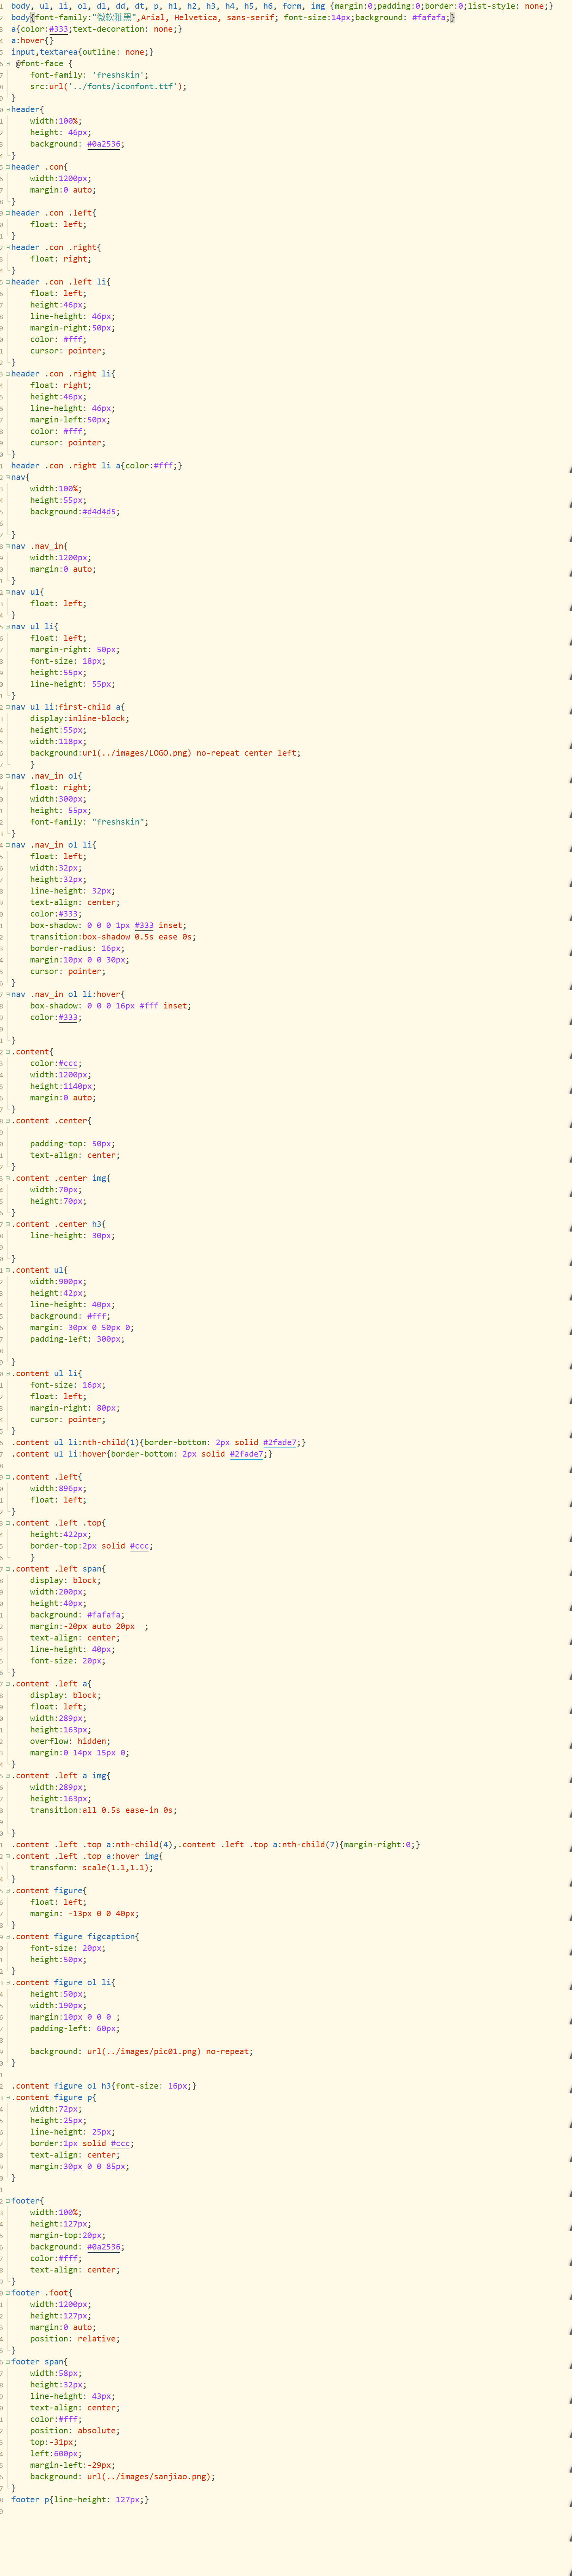 body, ul, li, ol, dl, dd, dt, p, h1, h2, h3, h4, h5, h6, form, img {margin:0;padding:0;border:0;list-style: none;}
body{font-family:"微软雅黑",Arial, Helvetica, sans-serif; font-size:14px;background: #fafafa;}
a{color:#333;text-decoration: none;}
a:hover{}
input,textarea{outline: none;}
@font-face {
font-family: 'freshskin';
src:url('../fonts/iconfont.ttf');
}
header{
width:100%;
height: 46px;
background: #0a2536;
}
header .con{
width:1200px;
margin:0 auto;
}
header .con .left{
float: left;
}
header .con .right{
float: right;
}
header .con .left li{
float: left;
height:46px;
line-height: 46px;
margin-right:50px;
color: #fff;
cursor: pointer;
}
header .con .right li{
float: right;
height:46px;
line-height: 46px;
margin-left:50px;
color: #fff;
cursor: pointer;
}
header .con .right li a{color:#fff;}
nav{
width:100%;
height:55px;
background:#d4d4d5;
}
nav .nav_in{
width:1200px;
margin:0 auto;
}
nav ul{
float: left;
}
nav ul li{
float: left;
margin-right: 50px;
font-size: 18px;
height:55px;
line-height: 55px;
}
nav ul li:first-child a{
display:inline-block;
height:55px;
width:118px;
background:url(../images/LOGO.png) no-repeat center left;
}
nav .nav_in ol{
float: right;
width:300px;
height: 55px;
font-family: "freshskin";
}
nav .nav_in ol li{
float: left;
width:32px;
height:32px;
line-height: 32px;
text-align: center;
color:#333;
box-shadow: 0 0 0 1px #333 inset;
transition:box-shadow 0.5s ease 0s;
border-radius: 16px;
margin:10px 0 0 30px;
cursor: pointer;
}
nav .nav_in ol li:hover{
box-shadow: 0 0 0 16px #fff inset;
color:#333;
}
.content{
color:#ccc;
width:1200px;
height:1140px;
margin:0 auto;
}
.content .center{
padding-top: 50px;
text-align: center;
}
.content .center img{
width:70px;
height:70px;
}
.content .center h3{
line-height: 30px;
}
.content ul{
width:900px;
height:42px;
line-height: 40px;
background: #fff;
margin: 30px 0 50px 0;
padding-left: 300px;
}
.content ul li{
font-size: 16px;
float: left;
margin-right: 80px;
cursor: pointer;
}
.content ul li:nth-child(1){border-bottom: 2px solid #2fade7;}
.content ul li:hover{border-bottom: 2px solid #2fade7;}
.content .left{
width:896px;
float: left;
}
.content .left .top{
height:422px;
border-top:2px solid #ccc;
}
.content .left span{
display: block;
width:200px;
height:40px;
background: #fafafa;
margin:-20px auto 20px  ;
text-align: center;
line-height: 40px;
font-size: 20px;
}
.content .left a{
display: block;
float: left;
width:289px;
height:163px;
overflow: hidden;
margin:0 14px 15px 0;
}
.content .left a img{
width:289px;
height:163px;
transition:all 0.5s ease-in 0s;
}
.content .left .top a:nth-child(4),.content .left .top a:nth-child(7){margin-right:0;}
.content .left .top a:hover img{
transform: scale(1.1,1.1);
}
.content figure{
float: left;
margin: -13px 0 0 40px;
}
.content figure figcaption{
font-size: 20px;
height:50px;
}
.content figure ol li{
height:50px;
width:190px;
margin:10px 0 0 0 ;
padding-left: 60px;
background: url(../images/pic01.png) no-repeat;
}
.content figure ol h3{font-size: 16px;}
.content figure p{
width:72px;
height:25px;
line-height: 25px;
border:1px solid #ccc;
text-align: center;
margin:30px 0 0 85px;
}
footer{
width:100%;
height:127px;
margin-top:20px;
background: #0a2536;
color:#fff;
text-align: center;
}
footer .foot{
width:1200px;
height:127px;
margin:0 auto;
position: relative;
}
footer span{
width:58px;
height:32px;
line-height: 43px;
text-align: center;
color:#fff;
position: absolute;
top:-31px;
left:600px;
margin-left:-29px;
background: url(../images/sanjiao.png);
}
footer p{line-height: 127px;}